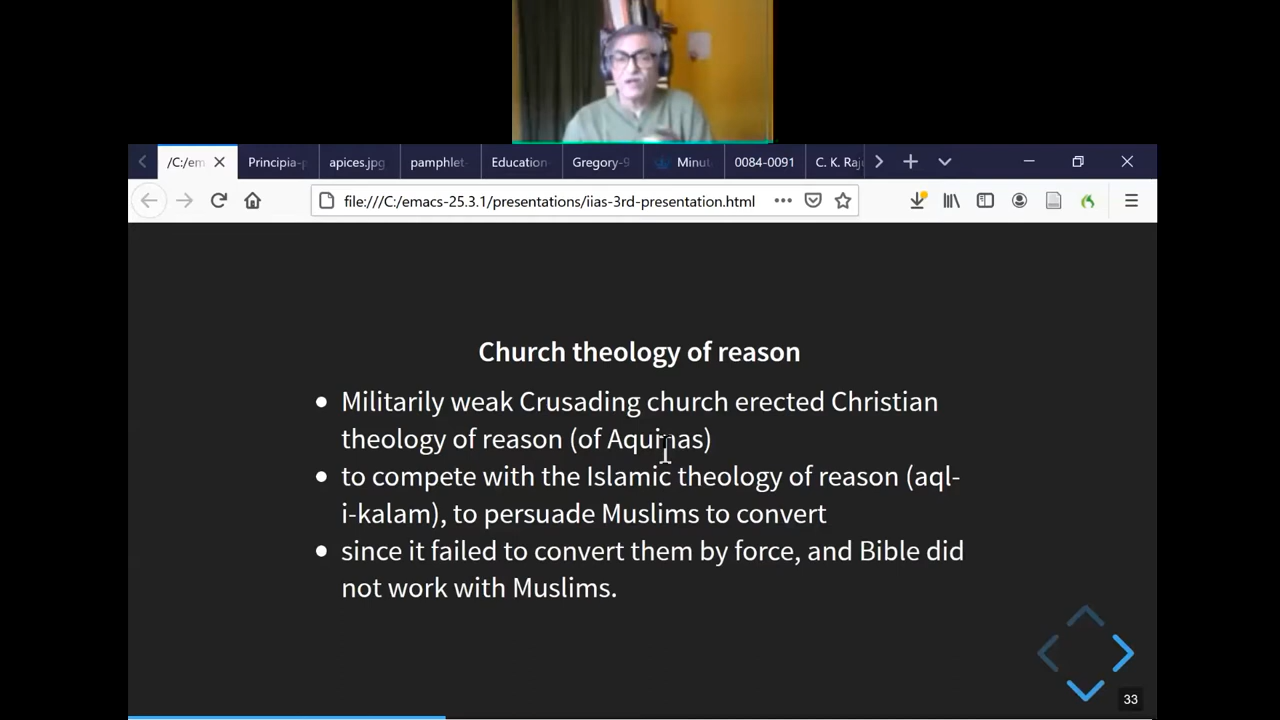 /C:/em Principia-p apices.jpg pamphlet- Education- Gregory-9 Minut 0084-0091 C. K. Raju
file:///C:/emacs-25.3.1/presentations/iias-3rd-presentation.html
Church theology of reason
• Militarily weak Crusading church erected Christian
theology of reason (of Aquinas)
• to compete with the Islamic theology of reason (aql-
i-kalam), to persuade Muslims to convert
• since it failed to convert them by force, and Bible did
not work with Muslims.
33